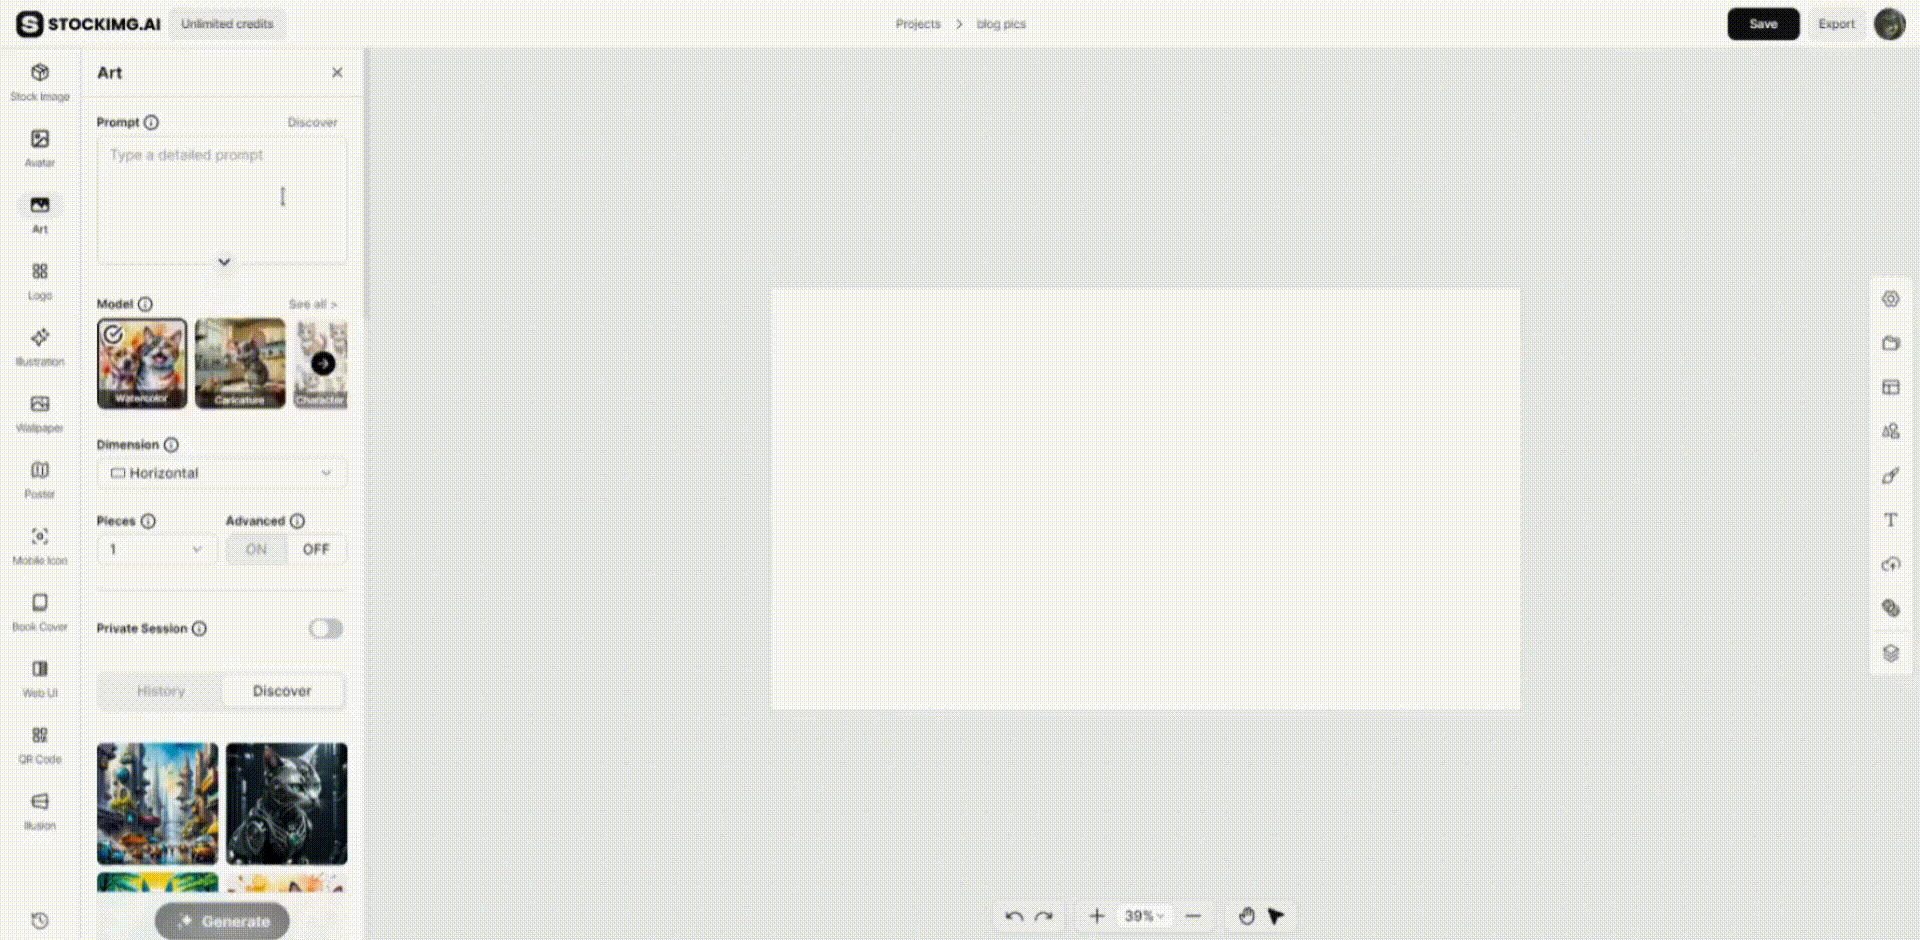 STOCKIMG.AI
Unlimited credits
Projects > blog pics
Save
Export
Stock Image
Avatar
Art
Logo
Illustration
Wallpaper
Poster
Mobile Icon
Book Cover
Web UI
QR Code
Illusion
Art
Prompt
Discover
Type a detailed prompt
Model
See all >
Watercolor
Caricature
Character
Dimension
Horizontal
Pieces
Advanced
1
ON
OFF
Private Session
History
Discover
Generate
39%